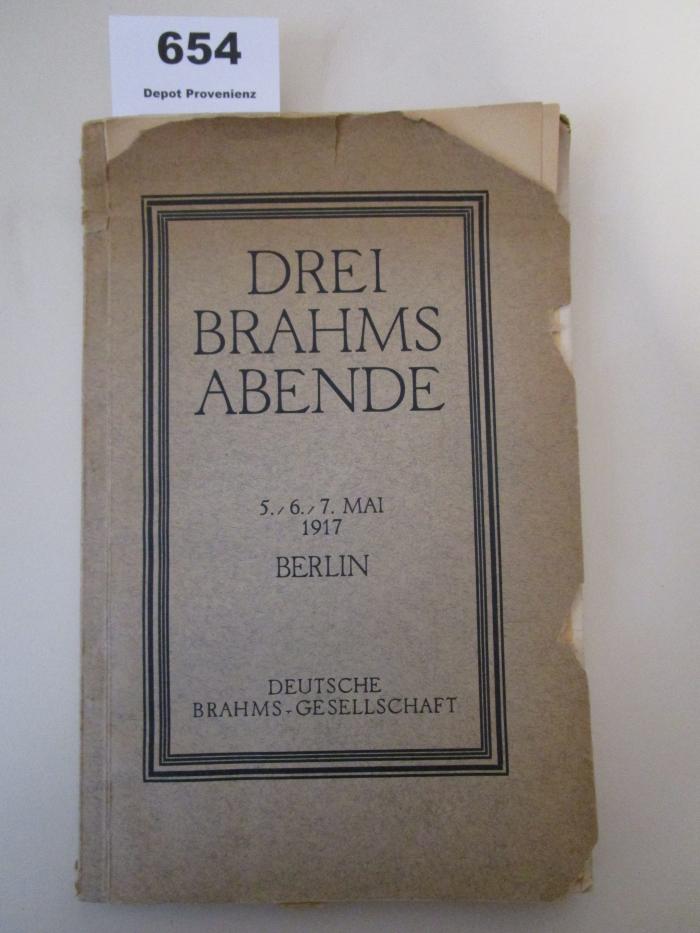 654
Depot Provenienz
DREI
BRAHMS
ABENDE
5., 6., 7. MAI
1917
BERLIN
DEUTSCHE
BRAHMS-GESELLSCHAFT